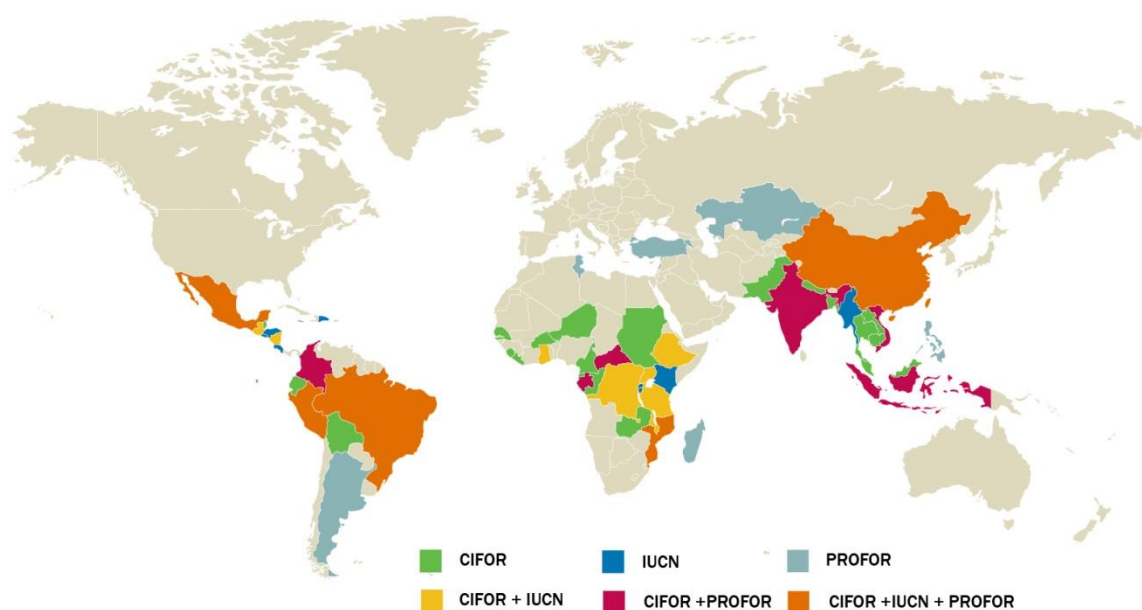 CIFOR
IUCN
PROFOR
CIFOR + IUCN
CIFOR +PROFOR
CIFOR +IUCN + PROFOR